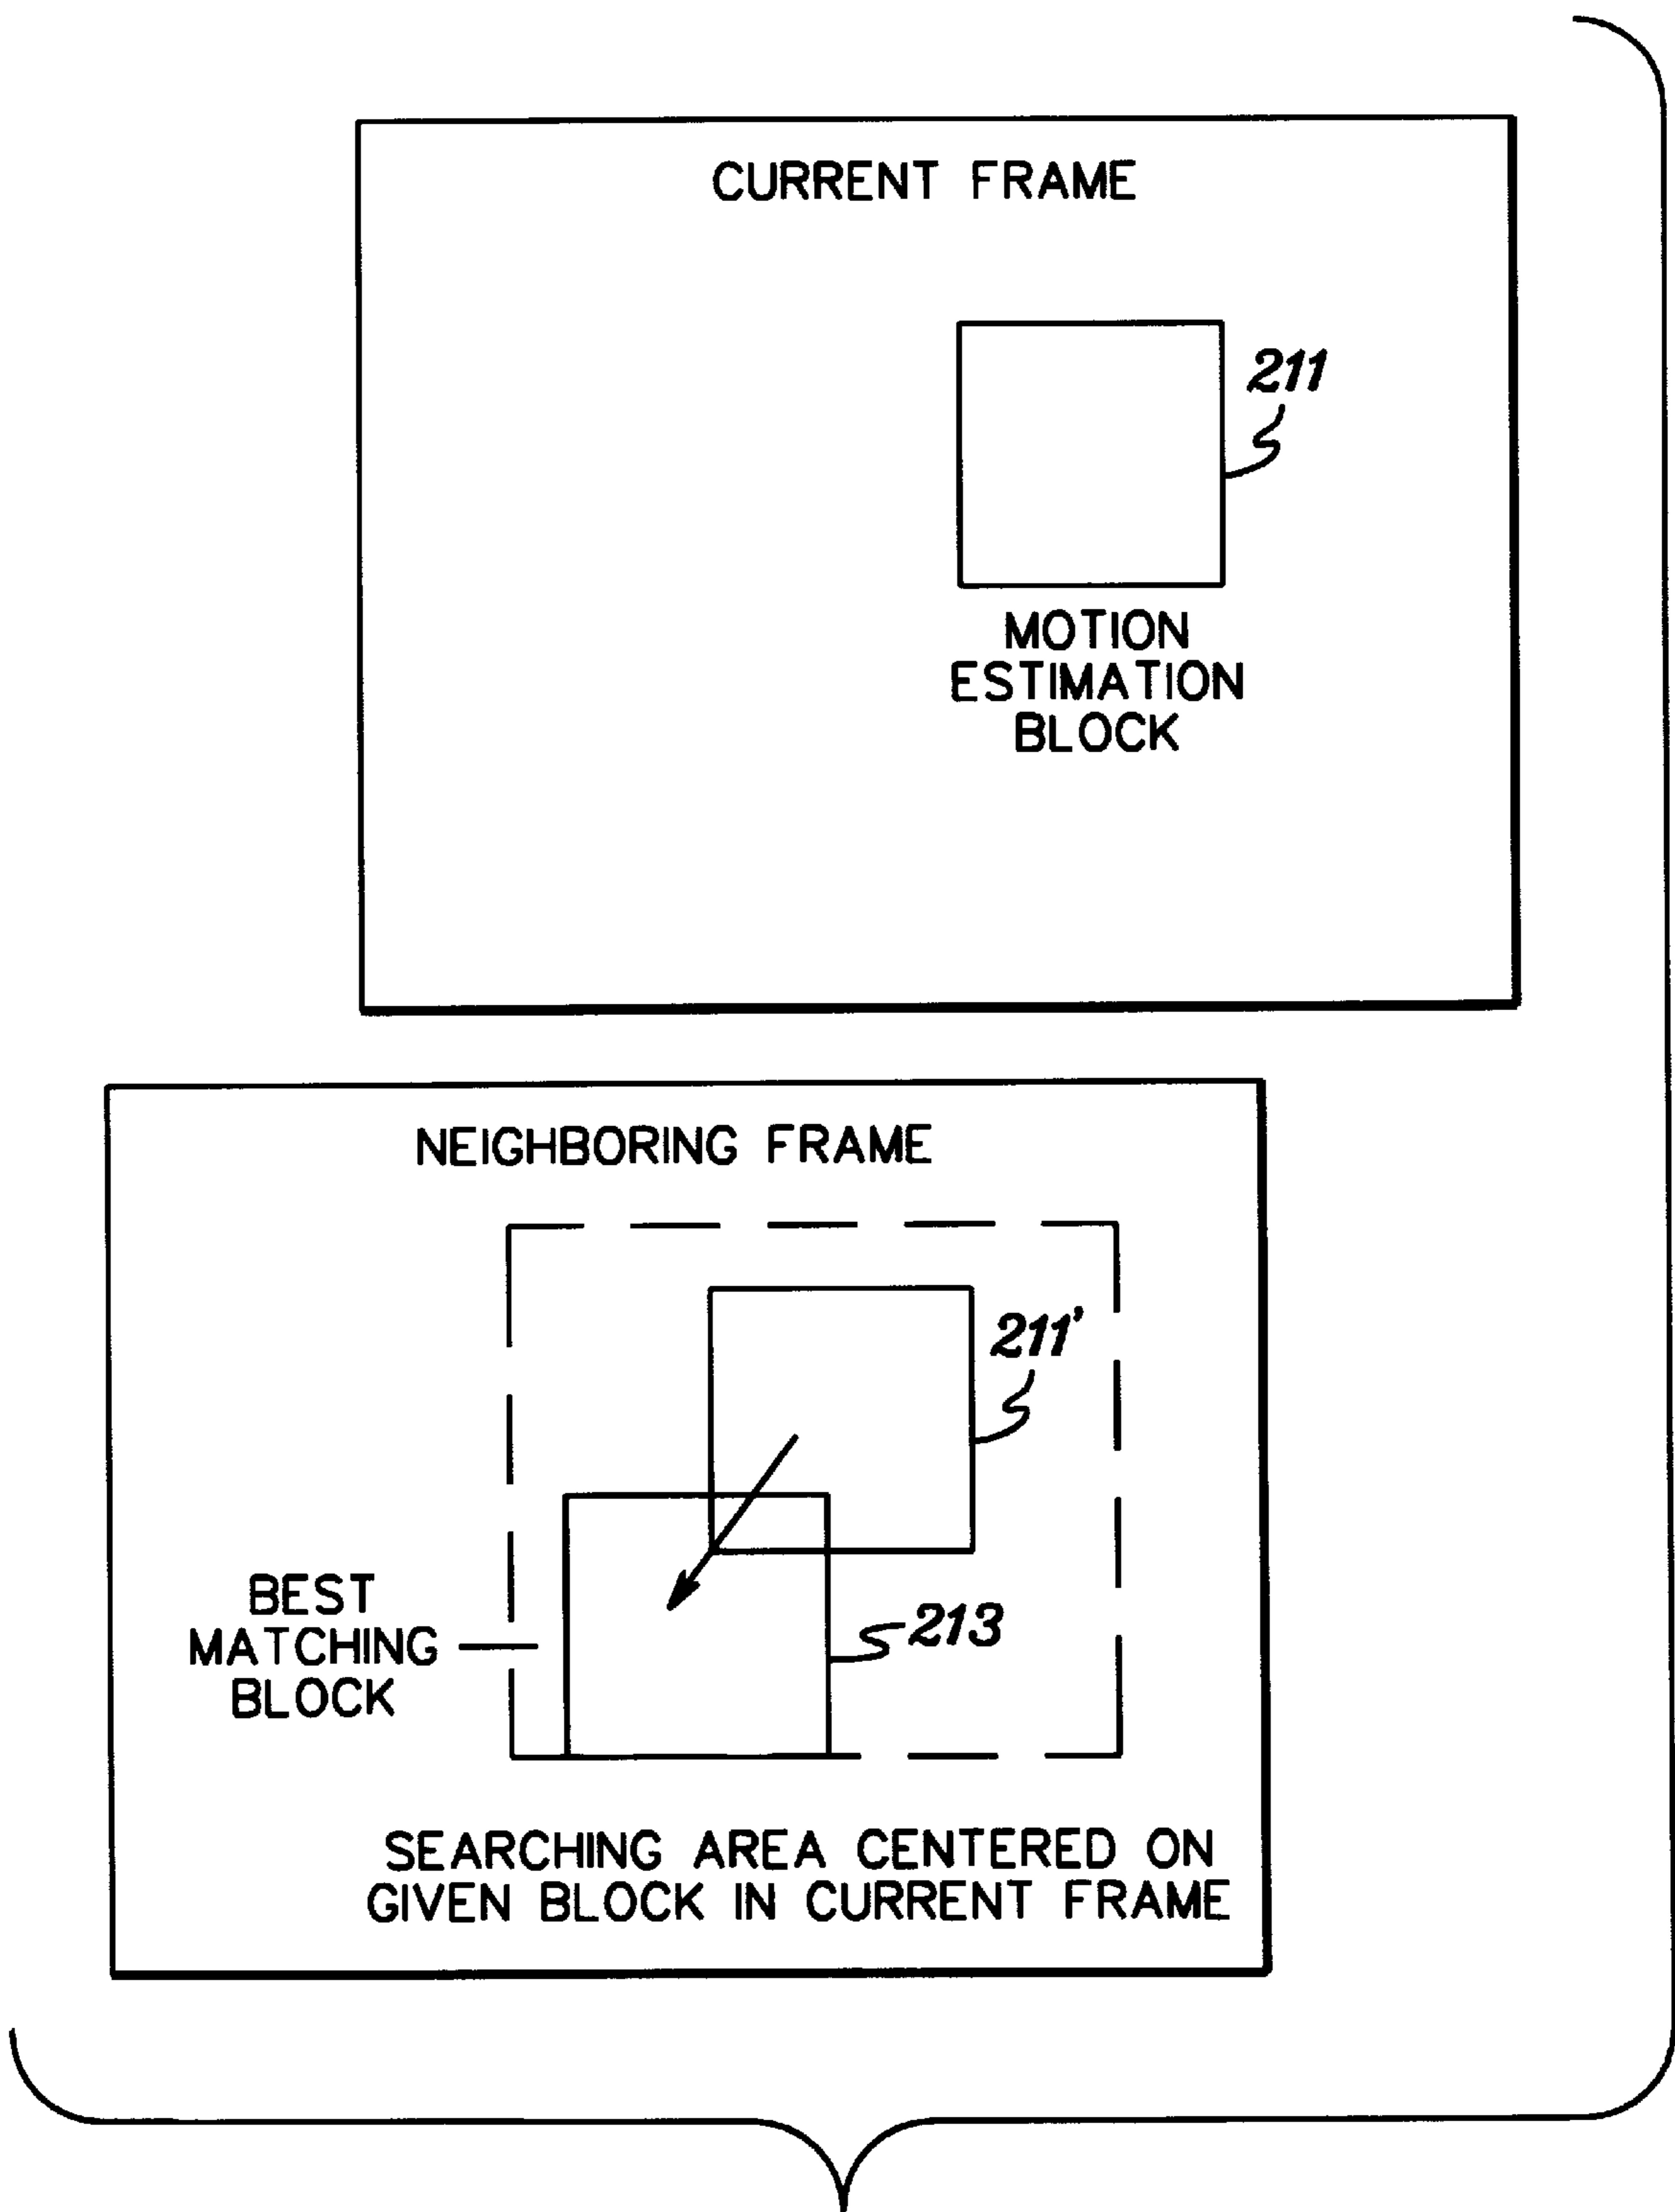 CURRENT FRAME
211
MOTION
ESTIMATION
BLOCK
NEIGHBORING FRAME
211'
BEST
MATCHING
BLOCK
213
SEARCHING AREA CENTERED ON
GIVEN BLOCK IN CURRENT FRAME